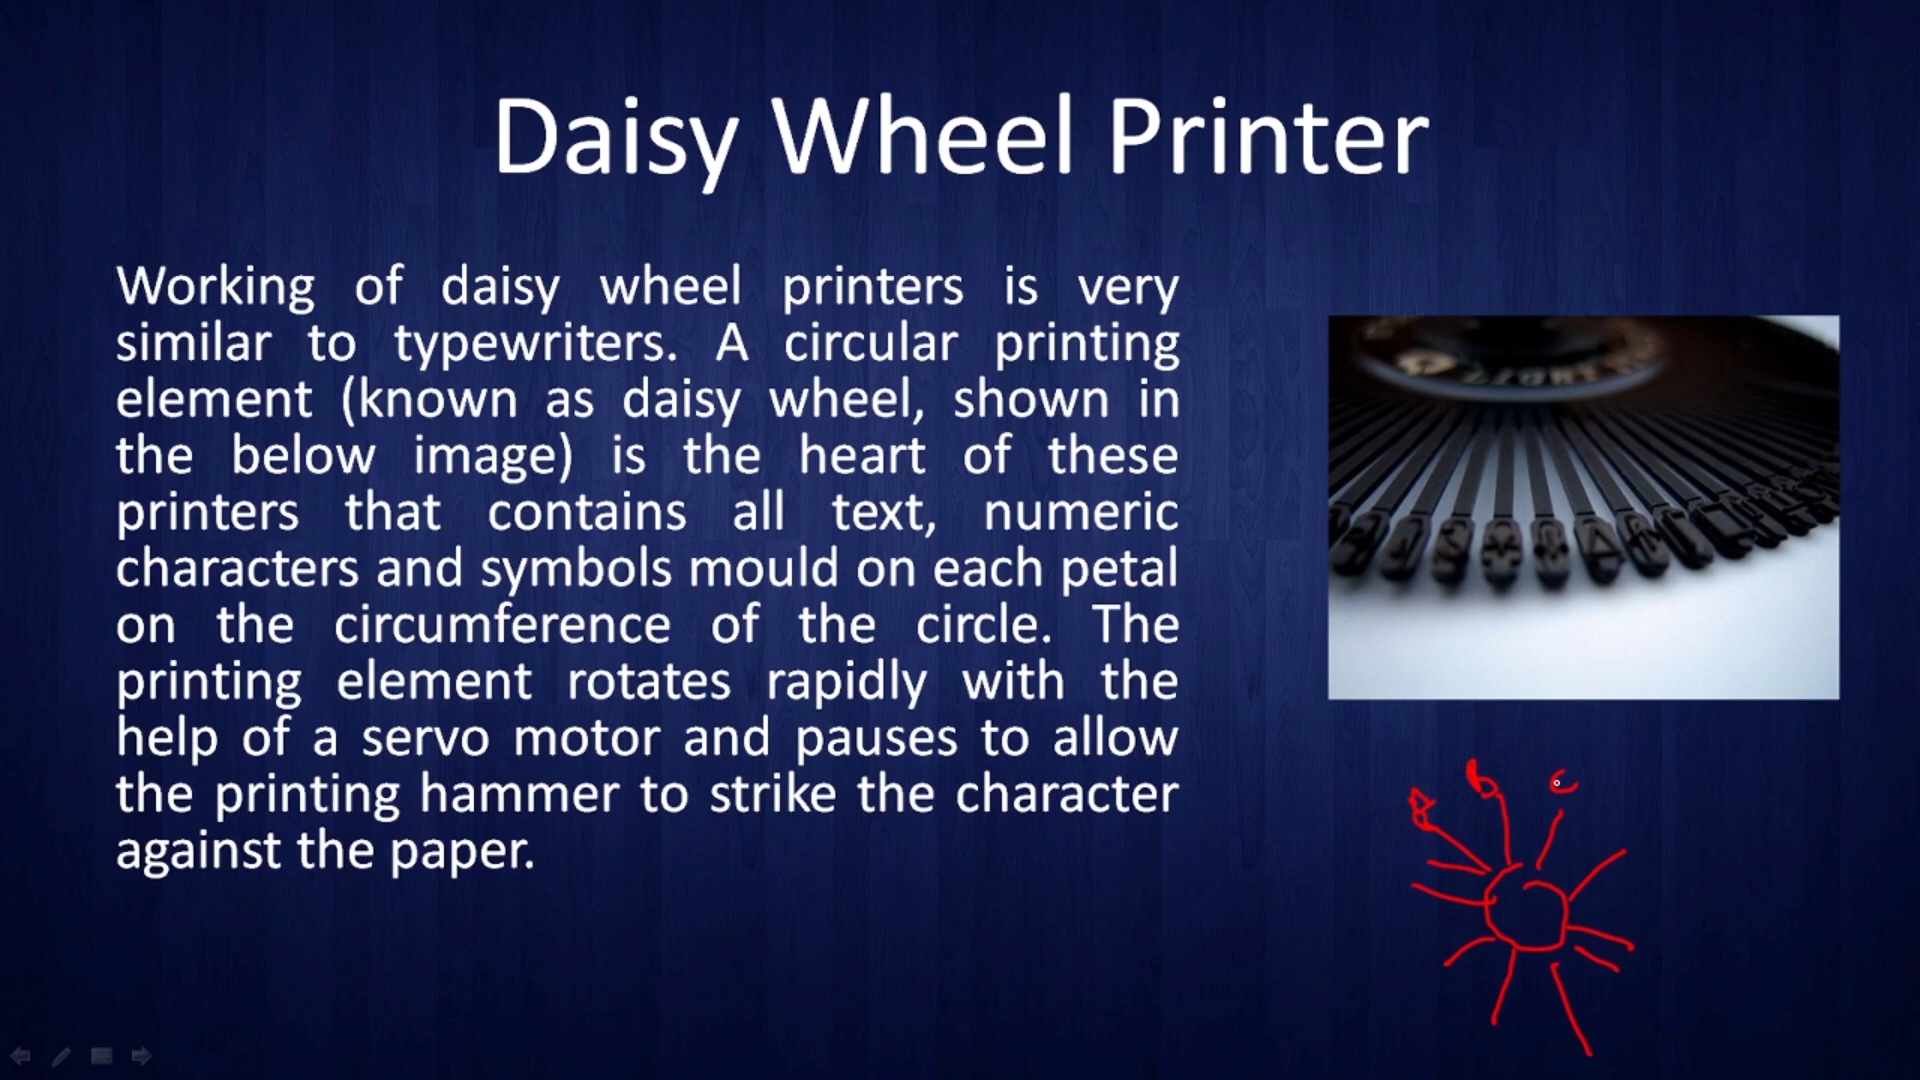 Daisy Wheel Printer
Working of daisy wheel printers is very
similar to typewriters. A circular printing
element (known as daisy wheel, shown in
the below image) is the heart of these
printers that contains all text, numeric
characters and symbols mould on each petal
on the circumference of the circle. The
printing element rotates rapidly with the
help of a servo motor and pauses to allow
the printing hammer to strike the character
against the paper.
b c